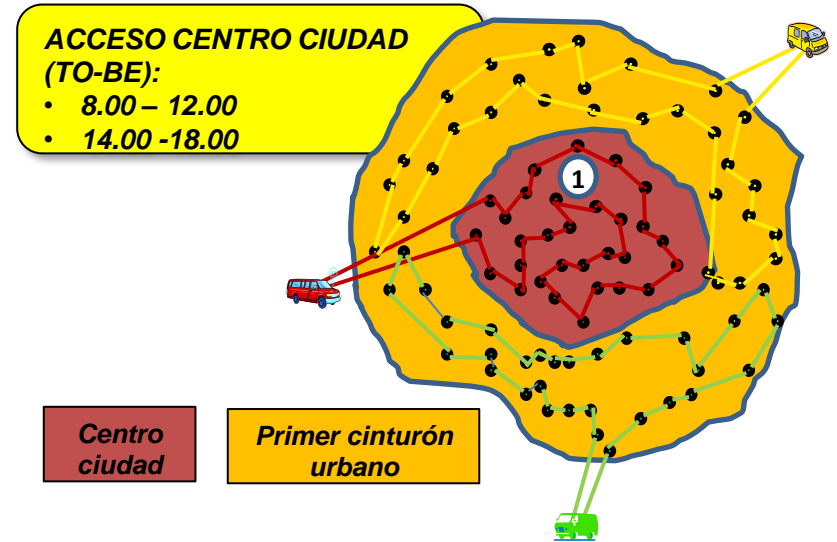 ACCESO CENTRO CIUDAD
(TO-BE):
• 8.00 – 12.00
• 14.00 -18.00
1
Centro
ciudad
Primer cinturón
urbano